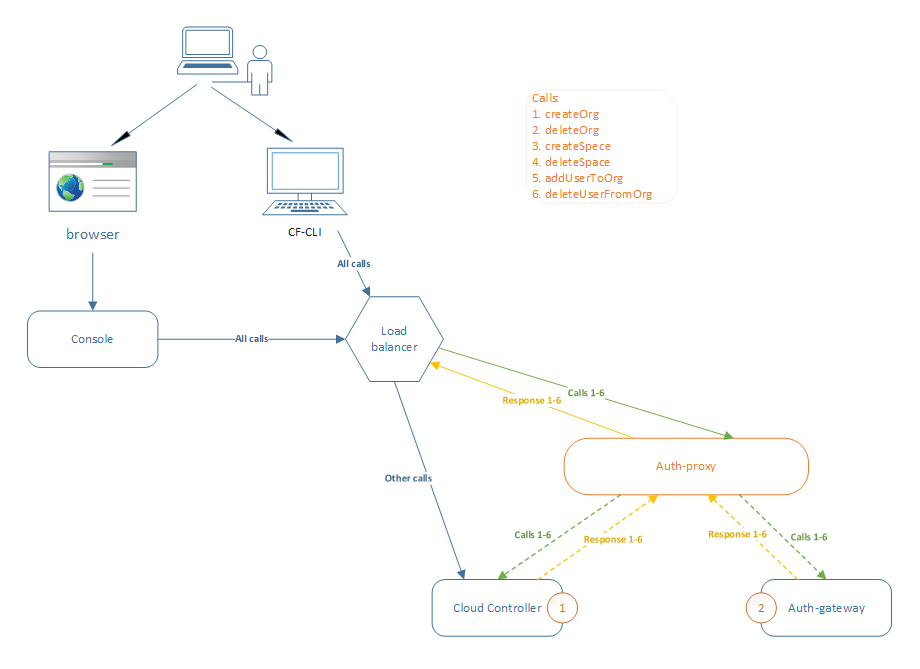 Calls:
1. createOrg
2. deleteOrg
3. createSpece
4. deleteSpace
5. addUserToOrg
6. deleteUserFromOrg
browser
CF-CLI
All calls
Console
All calls
Load
balancer
Calls 1-6
Response 1-6
Auth-proxy
Other calls
Calls 1-6
Response 1-6
Response 1-6
Calls 1-6
Cloud Controller
1
2
Auth-gateway